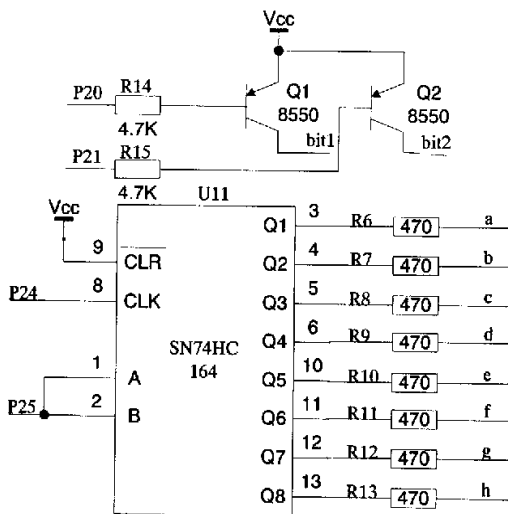 Vcc
P20 R14 Q1 Q2
4.7K 8550 8550
bit1 bit2
P21 R15
4.7K U11
Vcc
9 CLR Q1 3 R6 470 a
Q2 4 R7 470 b
P24 8 CLK Q3 5 R8 470 c
SN74HC Q4 6 R9 470 d
164
1 A Q5 10 R10 470 e
P25 2 B Q6 11 R11 470 f
Q7 12 R12 470 g
Q8 13 R13 470 h